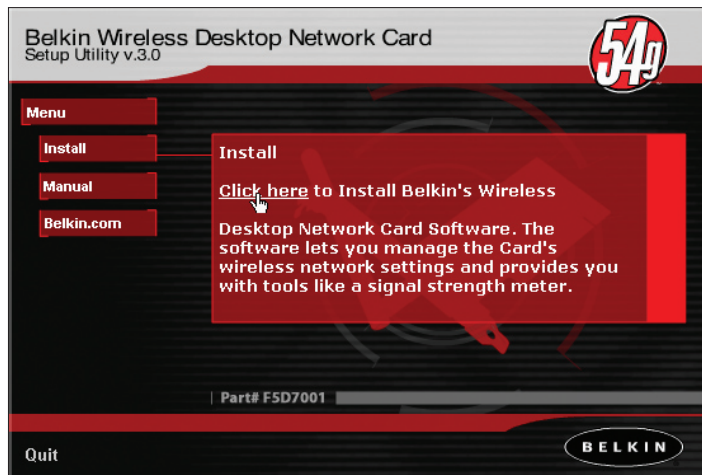 Belkin Wireless Desktop Network Card
Setup Utility v.3.0
54g
Menu
Install
Manual
Belkin.com
Install
Click here to Install Belkin's Wireless
Desktop Network Card Software. The
software lets you manage the Card's
wireless network settings and provides you
with tools like a signal strength meter.
Part# F5D7001
Quit
BELKIN